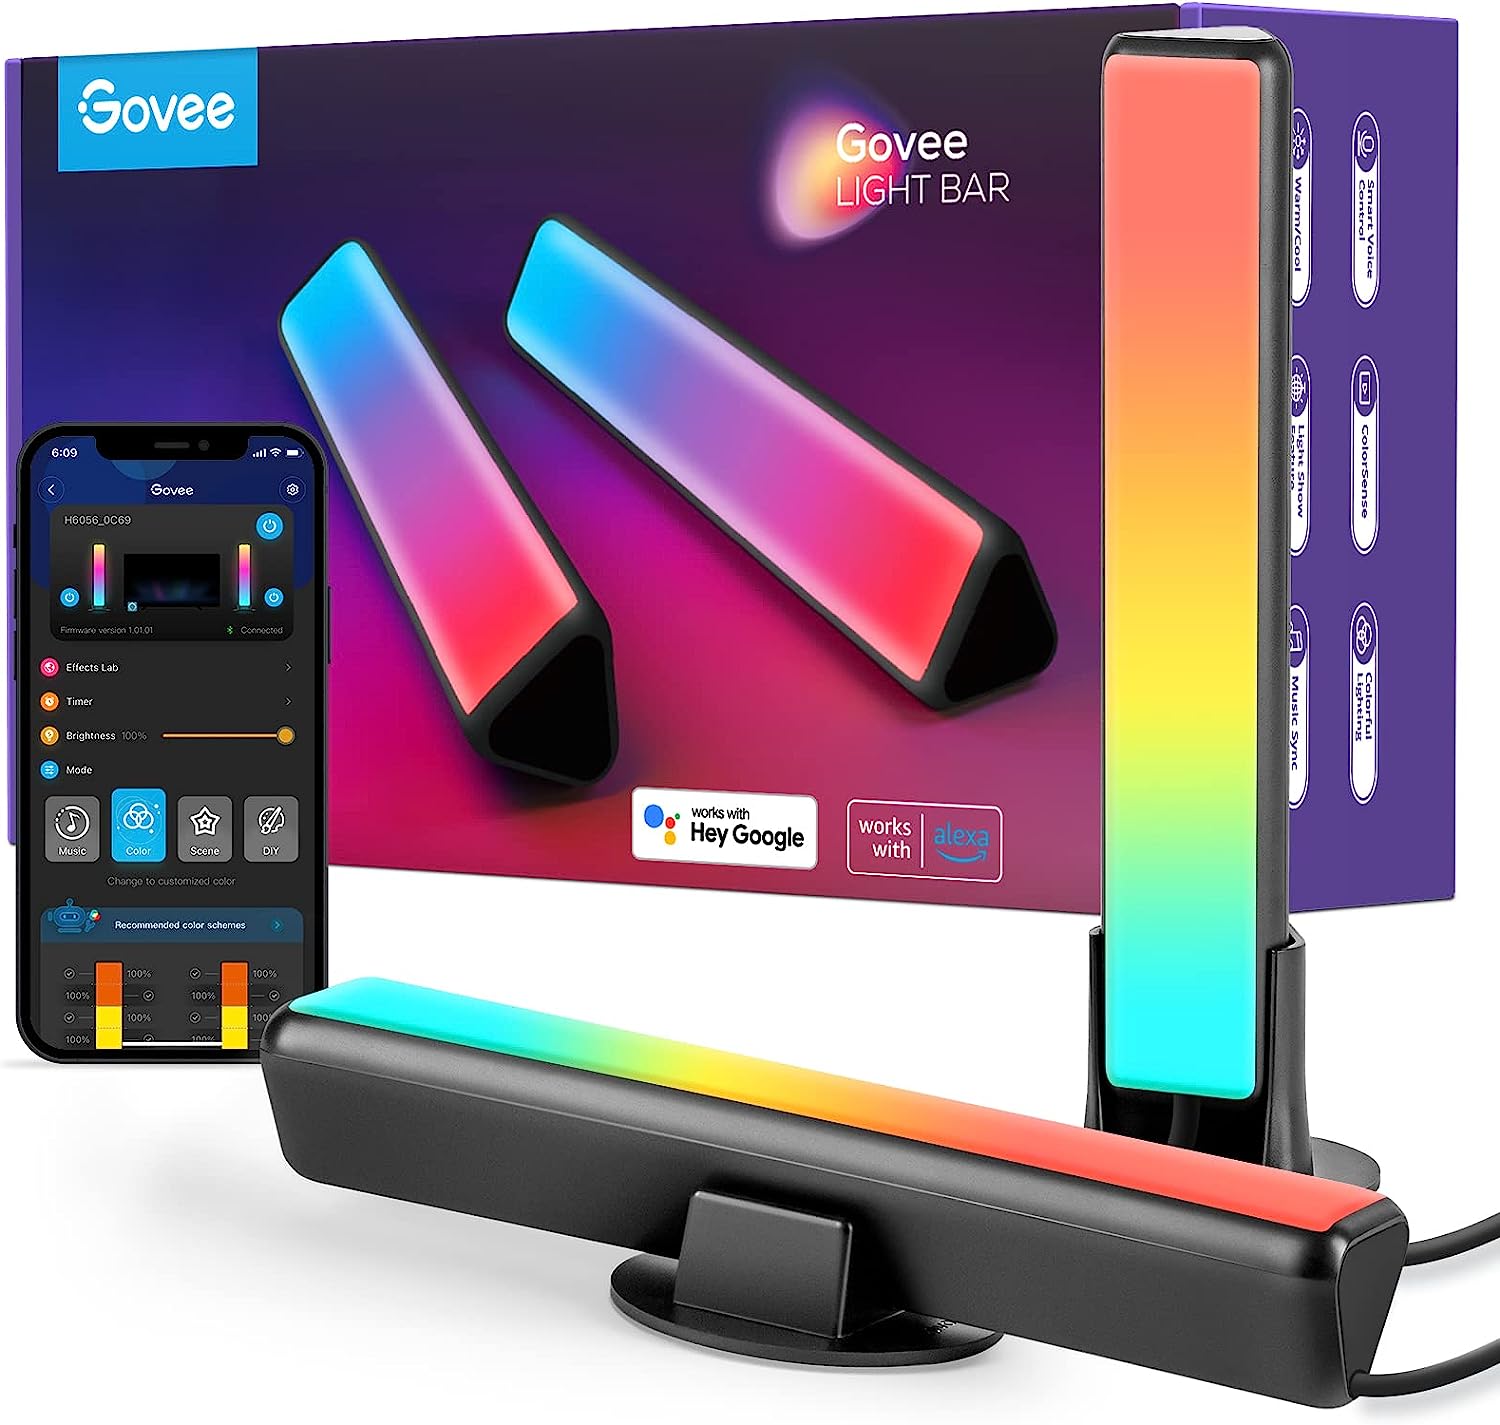 Govee
Govee
LIGHT BAR
Smart Voice
Control
Warm/Cool
ColorSense
Light Show
Feature
Colorful
Lighting
Music Sync
works with
Hey Google
works
with
alexa
6:09
Govee
H6056_0C69
Firmware version 1.01.01
Connected
Effects Lab
Timer
Brightness 100%
Mode
Music
Color
Scene
DIY
Change to customized color
Recommended color schemes
100% 100%
100% 100%
100% 100%
100% 100%